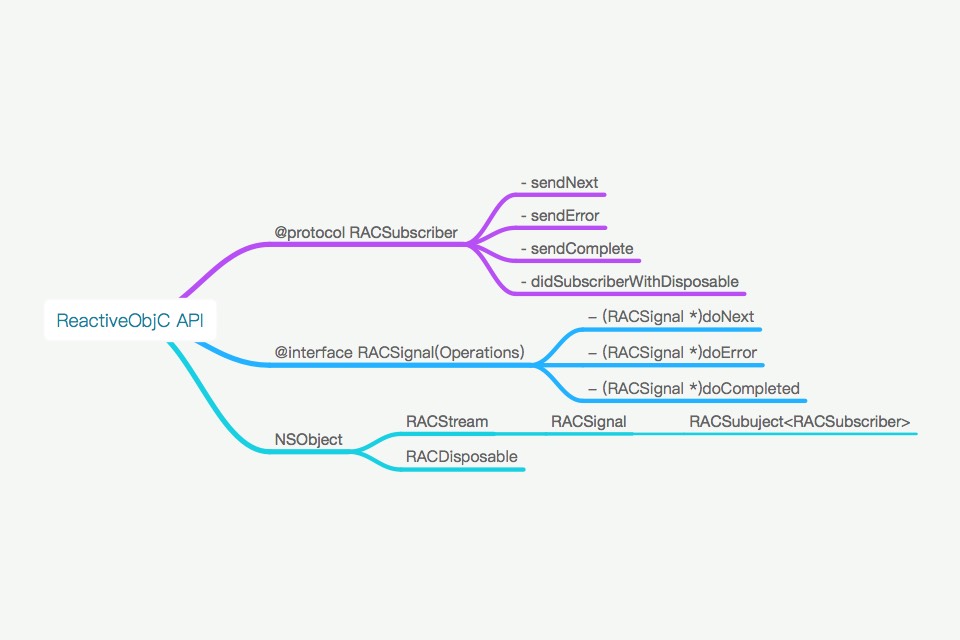 ReactiveObjC API
@protocol RACSubscriber
- sendNext
- sendError
- sendComplete
- didSubscriberWithDisposable
@interface RACSignal(Operations)
– (RACSignal *)doNext
– (RACSignal *)doError
– (RACSignal *)doCompleted
NSObject
RACStream
RACSignal
RACSubuject<RACSubscriber>
RACDisposable